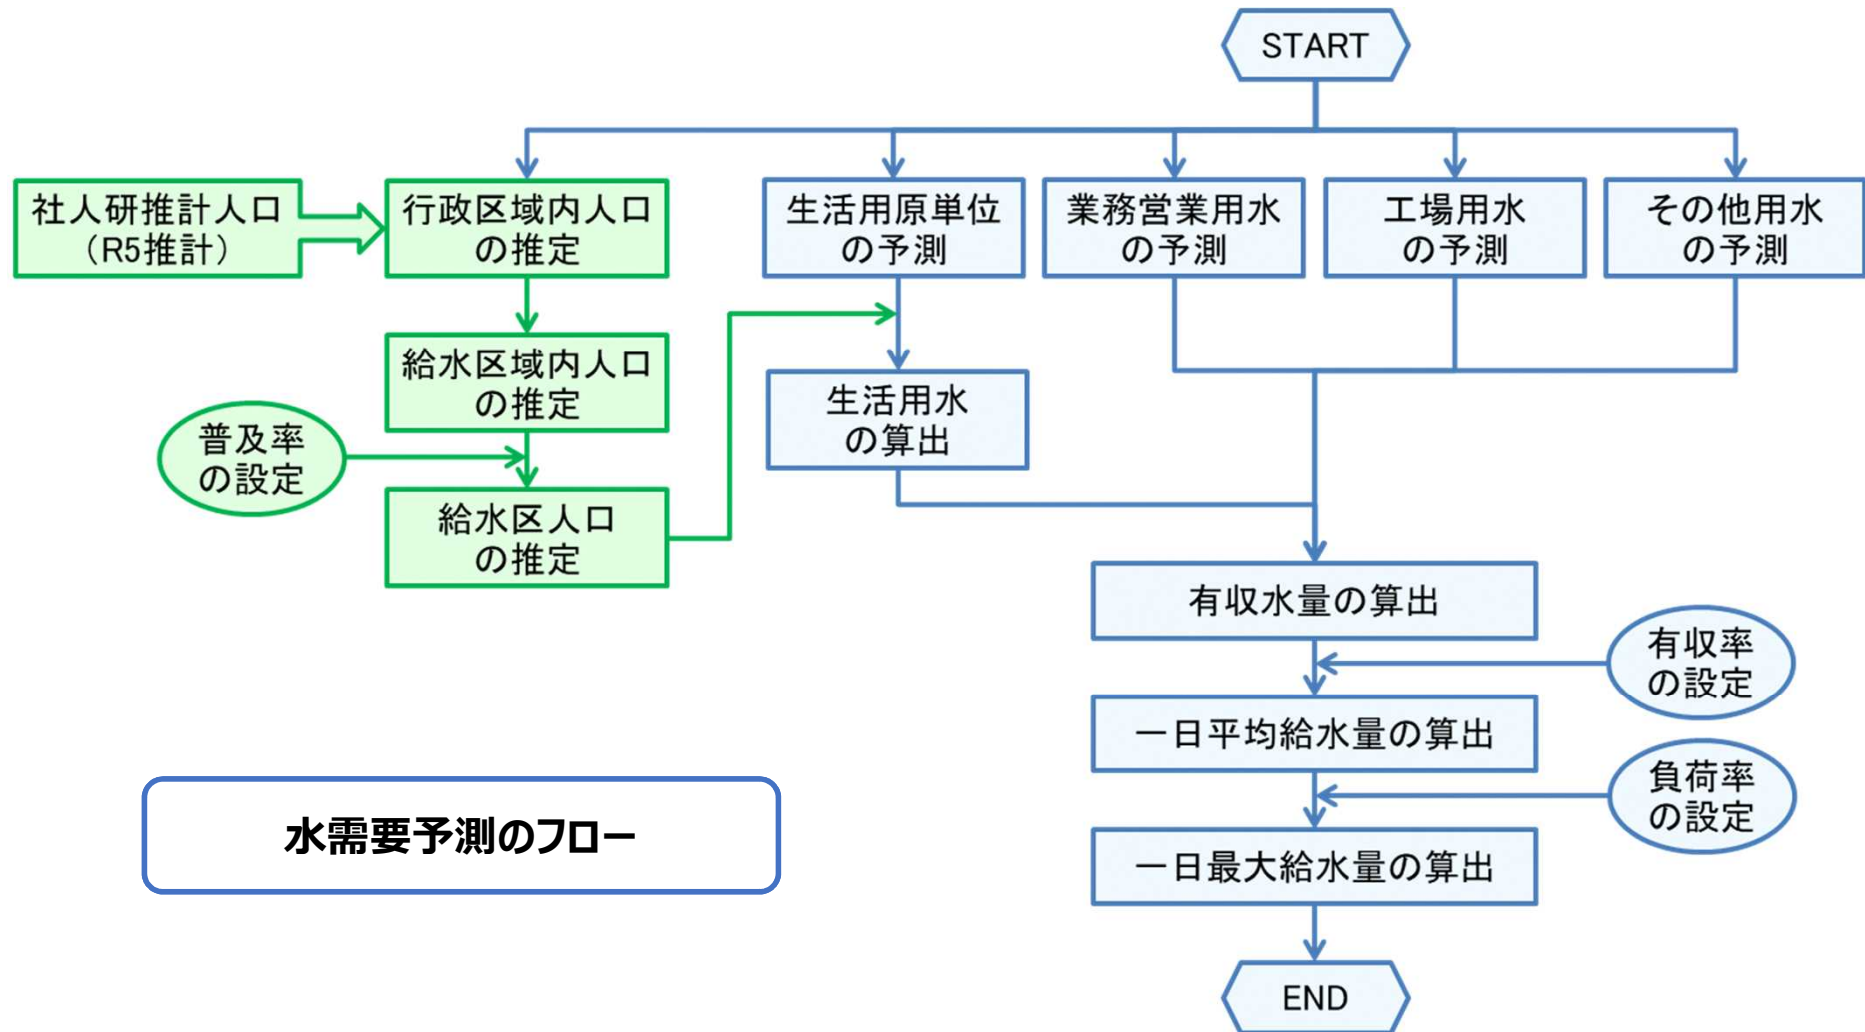 START
社人研推計人口
（R5推計）
行政区域内人口
の推定
生活用原単位
の予測
業務営業用水
の予測
工場用水
の予測
その他用水
の予測
給水区域内人口
の推定
普及率
の設定
給水区人口
の推定
生活用水
の算出
有収水量の算出
有収率
の設定
一日平均給水量の算出
負荷率
の設定
一日最大給水量の算出
END
水需要予測のフロー